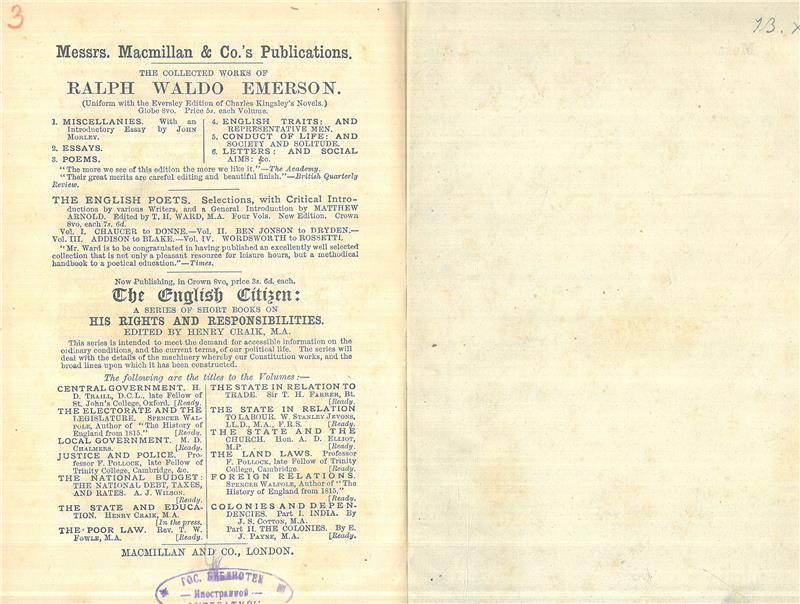 3
13.
Messrs. Macmillan & Co.'s Publications.
THE COLLECTED WORKS OF
RALPH WALDO EMERSON.
(Uniform with the Eversley Edition of Charles Kingsley's Novels.)
Globe 8vo. Price 5s. each Volume.
1. MISCELLANIES. With an
Introductory Essay by JOHN
MORLEY.
2. ESSAYS.
3. POEMS.
4. ENGLISH TRAITS: AND
REPRESENTATIVE MEN.
5. CONDUCT OF LIFE: AND
SOCIETY AND SOLITUDE.
6. LETTERS: AND SOCIAL
AIMS: &c.
"The more we see of this edition the more we like it."—The Academy.
"Their great merits are careful editing and beautiful finish."—British Quarterly
Review.
THE ENGLISH POETS. Selections, with Critical Intro-
ductions by various Writers, and a General Introduction by MATTHEW
ARNOLD. Edited by T. H. WARD, M.A. Four Vols. New Edition. Crown
8vo, each 7s. 6d.
Vol. I. CHAUCER to DONNE.—Vol. II. BEN JONSON to DRYDEN.—
Vol. III. ADDISON to BLAKE.—Vol. IV. WORDSWORTH to ROSSETTI.
"Mr. Ward is to be congratulated in having published an excellently well selected
collection that is not only a pleasant resource for leisure hours, but a methodical
handbook to a poetical education."—Times.
Now Publishing, in Crown 8vo, price 3s. 6d. each.
The English Citizen:
A SERIES OF SHORT BOOKS ON
HIS RIGHTS AND RESPONSIBILITIES.
EDITED BY HENRY CRAIK, M.A.
This series is intended to meet the demand for accessible information on the
ordinary conditions, and the current terms, of our political life. The series will
deal with the details of the machinery whereby our Constitution works, and the
broad lines upon which it has been constructed.
The following are the titles to the Volumes:—
CENTRAL GOVERNMENT. H.
D. TRAILL, D.C.L., late Fellow of
St. John's College, Oxford. [Ready.
THE ELECTORATE AND THE
LEGISLATURE. SPENCER WAL-
POLE, Author of "The History of
England from 1815." [Ready.
LOCAL GOVERNMENT. M. D.
CHALMERS. [Ready.
JUSTICE AND POLICE. Pro-
fessor F. POLLOCK, late Fellow of
Trinity College, Cambridge, &c.
THE NATIONAL BUDGET:
THE NATIONAL DEBT, TAXES,
AND RATES. A. J. WILSON.
[Ready.
THE STATE AND EDUCA-
TION. HENRY CRAIK, M.A.
[In the press.
THE POOR LAW. Rev. T. W.
FOWLE, M.A. [Ready.
THE STATE IN RELATION TO
TRADE. Sir T. H. FARRER, Bt.
[Ready.
THE STATE IN RELATION
TO LABOUR. W. STANLEY JEVONS,
LL.D., M.A., F.R.S. [Ready.
THE STATE AND THE
CHURCH. Hon. A. D. ELLIOT,
M.P. [Ready.
THE LAND LAWS. Professor
F. POLLOCK, late Fellow of Trinity
College, Cambridge. [Ready.
FOREIGN RELATIONS.
SPENCER WALPOLE, Author of "The
History of England from 1815."
[Ready.
COLONIES AND DEPEN-
DENCIES. Part I. INDIA. By
J. S. COTTON, M.A.
Part II. THE COLONIES. By E.
J. PAYNE, M.A. [Ready.
MACMILLAN AND CO., LONDON.
ГОС. БИБЛИОТЕК
— Иностранной —